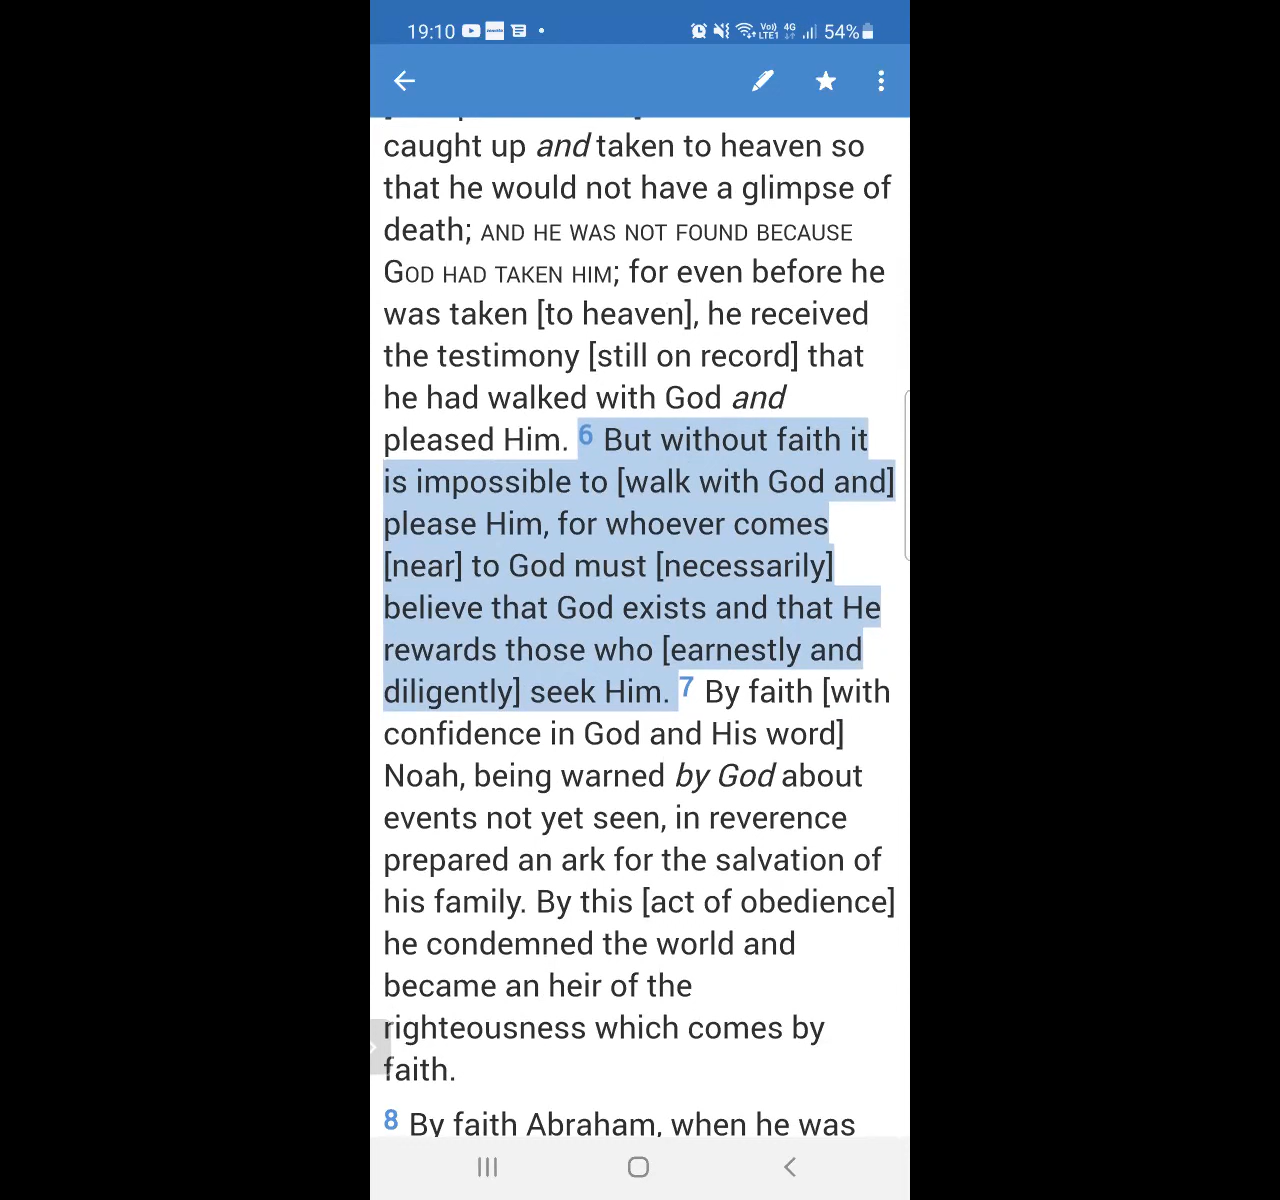 19:10 Vo) LTE1 4G 54%
caught up and taken to heaven so
that he would not have a glimpse of
death; AND HE WAS NOT FOUND BECAUSE
GOD HAD TAKEN HIM; for even before he
was taken [to heaven], he received
the testimony [still on record] that
he had walked with God and
pleased Him. 6 But without faith it
is impossible to [walk with God and]
please Him, for whoever comes
[near] to God must [necessarily]
believe that God exists and that He
rewards those who [earnestly and
diligently] seek Him. 7 By faith [with
confidence in God and His word]
Noah, being warned by God about
events not yet seen, in reverence
prepared an ark for the salvation of
his family. By this [act of obedience]
he condemned the world and
became an heir of the
righteousness which comes by
faith.
8 By faith Abraham, when he was